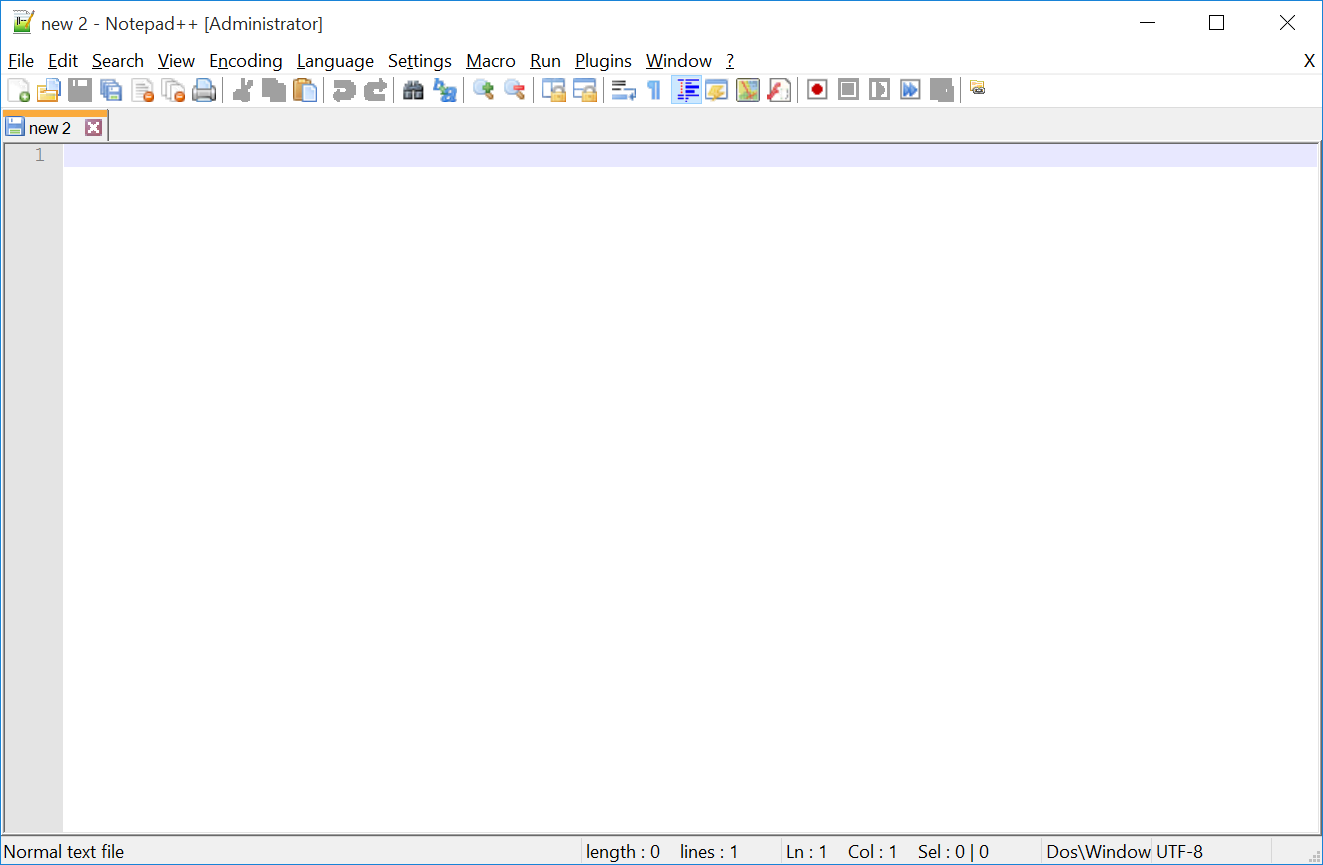 new 2 - Notepad++ [Administrator]
File Edit Search View Encoding Language Settings Macro Run Plugins Window ? X
new 2
1
Normal text file length : 0 lines : 1 Ln : 1 Col : 1 Sel : 0 | 0 Dos\Window UTF-8